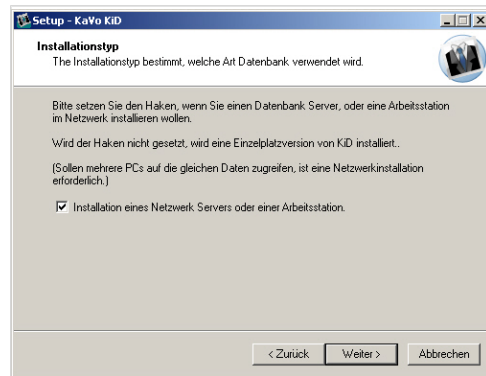 Setup - KaVo KiD
Installationstyp
The Installationstyp bestimmt, welche Art Datenbank verwendet wird.
Bitte setzen Sie den Haken, wenn Sie einen Datenbank Server, oder eine Arbeitsstation
im Netzwerk installieren wollen.
Wird der Haken nicht gesetzt, wird eine Einzelplatzversion von KiD installiert..
(Sollen mehrere PCs auf die gleichen Daten zugreifen, ist eine Netzwerkinstallation
erforderlich.)
Installation eines Netzwerk Servers oder einer Arbeitsstation.
< Zurück
Weiter >
Abbrechen